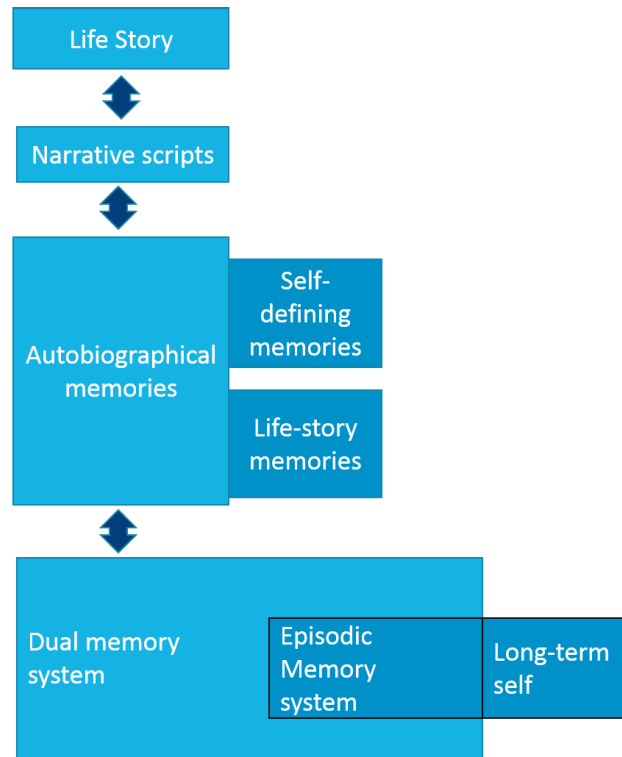 Life Story
Narrative scripts
Autobiographical
memories
Self-
defining
memories
Life-story
memories
Dual memory
system
Episodic
Memory
system
Long-term
self